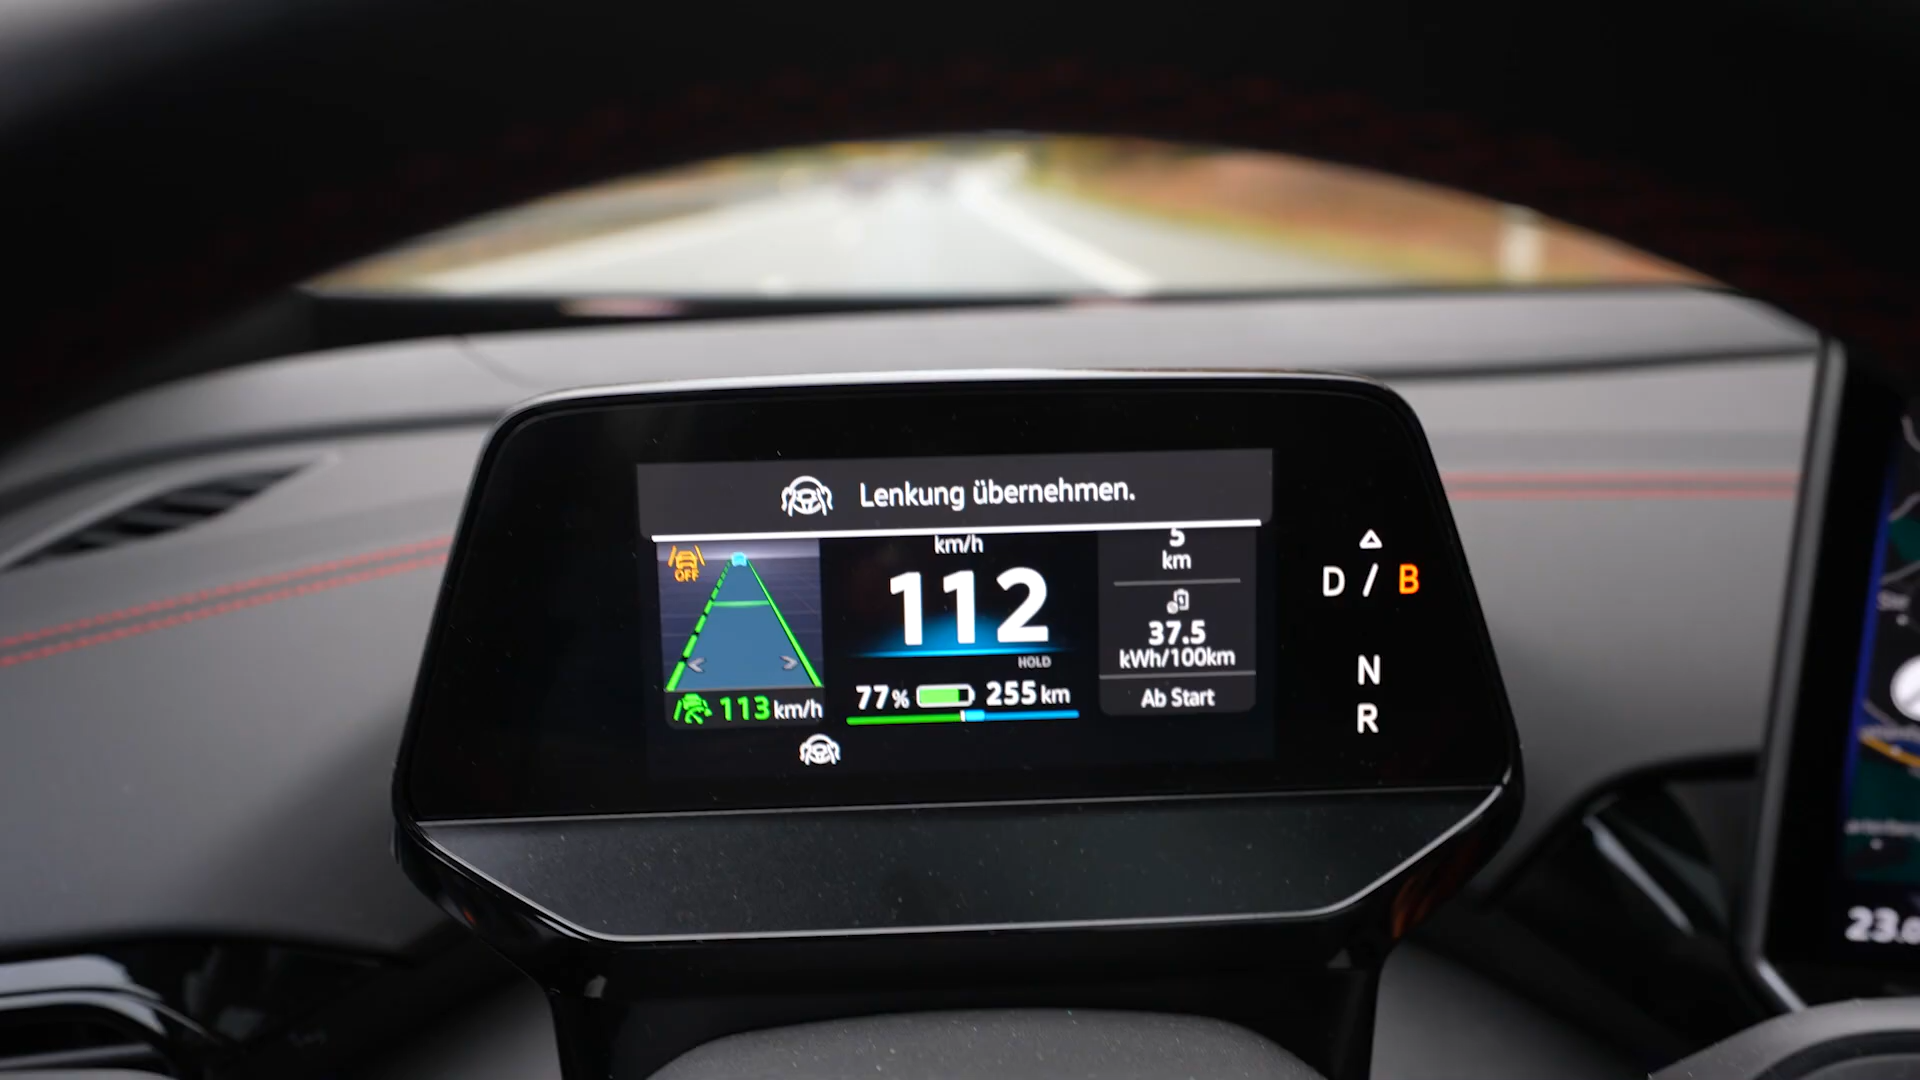 Lenkung übernehmen.
OFF
113 km/h
km/h
112
HOLD
77% 255 km
5
km
37.5
kWh/100km
Ab Start
D / B
N
R